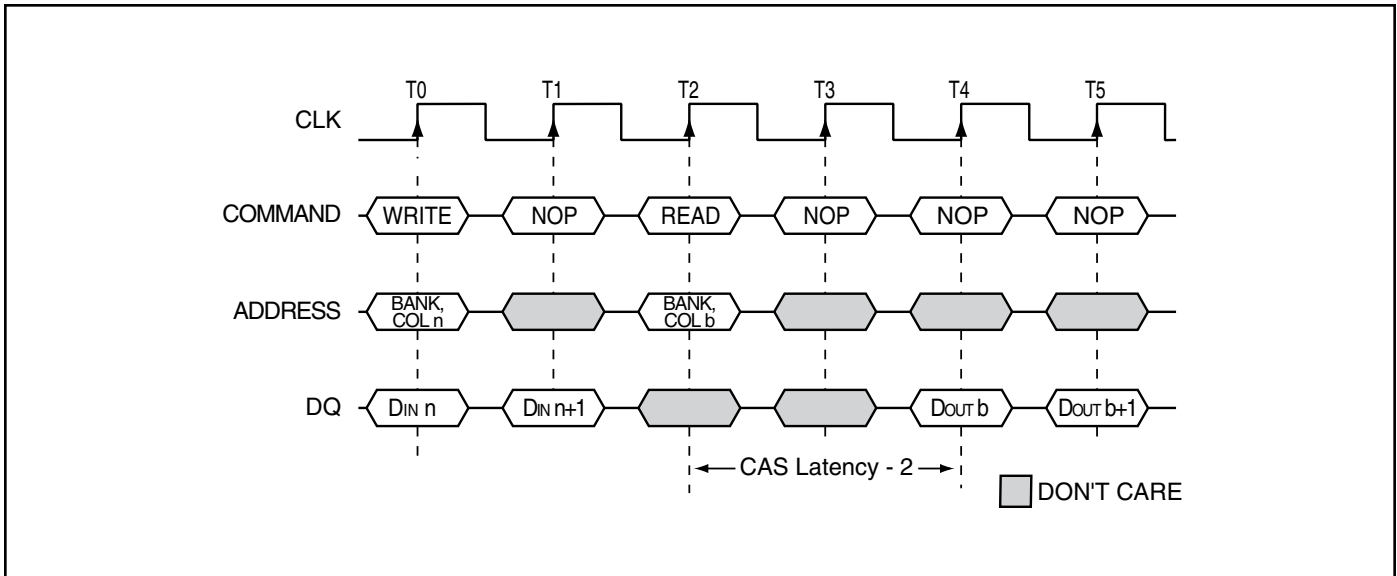 T0 T1 T2 T3 T4 T5
CLK
COMMAND WRITE NOP READ NOP NOP NOP
ADDRESS BANK, COL n BANK, COL b
DQ DIN n DIN n+1 DOUT b DOUT b+1
CAS Latency - 2
DON'T CARE